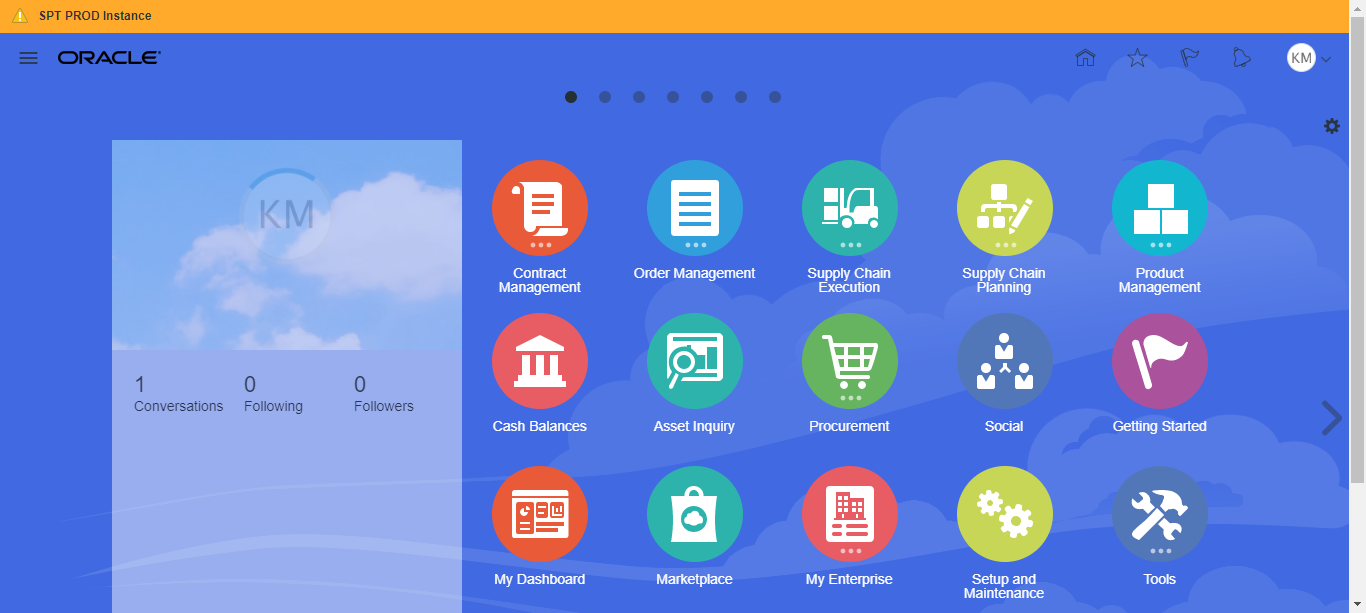 SPT PROD Instance
ORACLE
KM
KM
1 0 0
Conversations Following Followers
Contract
Management
Order Management
Supply Chain
Execution
Supply Chain
Planning
Product
Management
Cash Balances
Asset Inquiry
Procurement
Social
Getting Started
My Dashboard
Marketplace
My Enterprise
Setup and
Maintenance
Tools